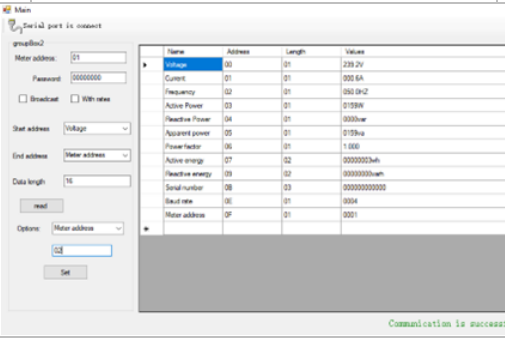 Main
Serial port is connect
groupBox2
Meter address: 01
Password 00000000
Broadcast With rates
Start address Voltage
End address Meter address
Data length 16
read
Options: Meter address
02
Set
Name Address Length Values
Voltage 00 01 239.2V
Current 01 01 000.6A
Frequency 02 01 050.0HZ
Active Power 03 01 0159W
Reactive Power 04 01 0000var
Apparent power 05 01 0159va
Power factor 06 01 1.000
Active energy 07 02 00000003wh
Reactive energy 09 02 00000000varh
Serial number 0B 03 000000000000
Baud rate 0E 01 0004
Meter address 0F 01 0001
Communication is success